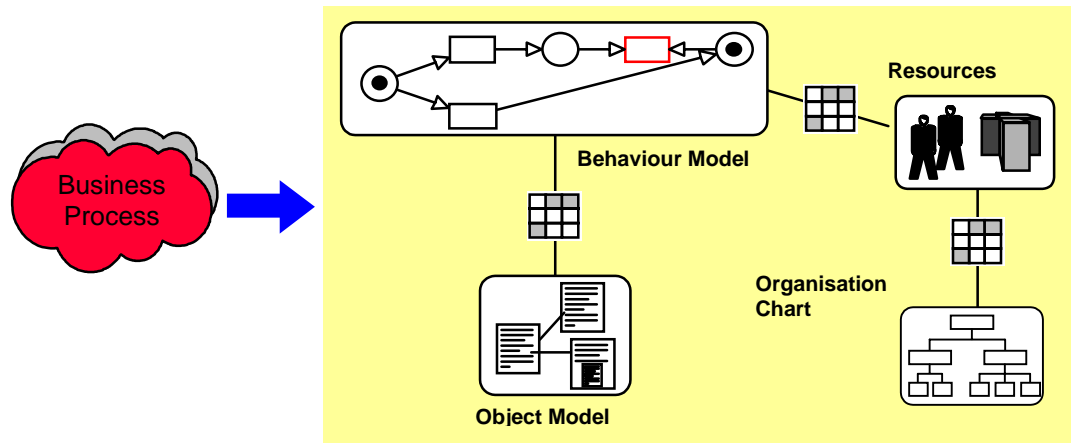 Resources
Behaviour Model
Business
Process
Organisation
Chart
Object Model